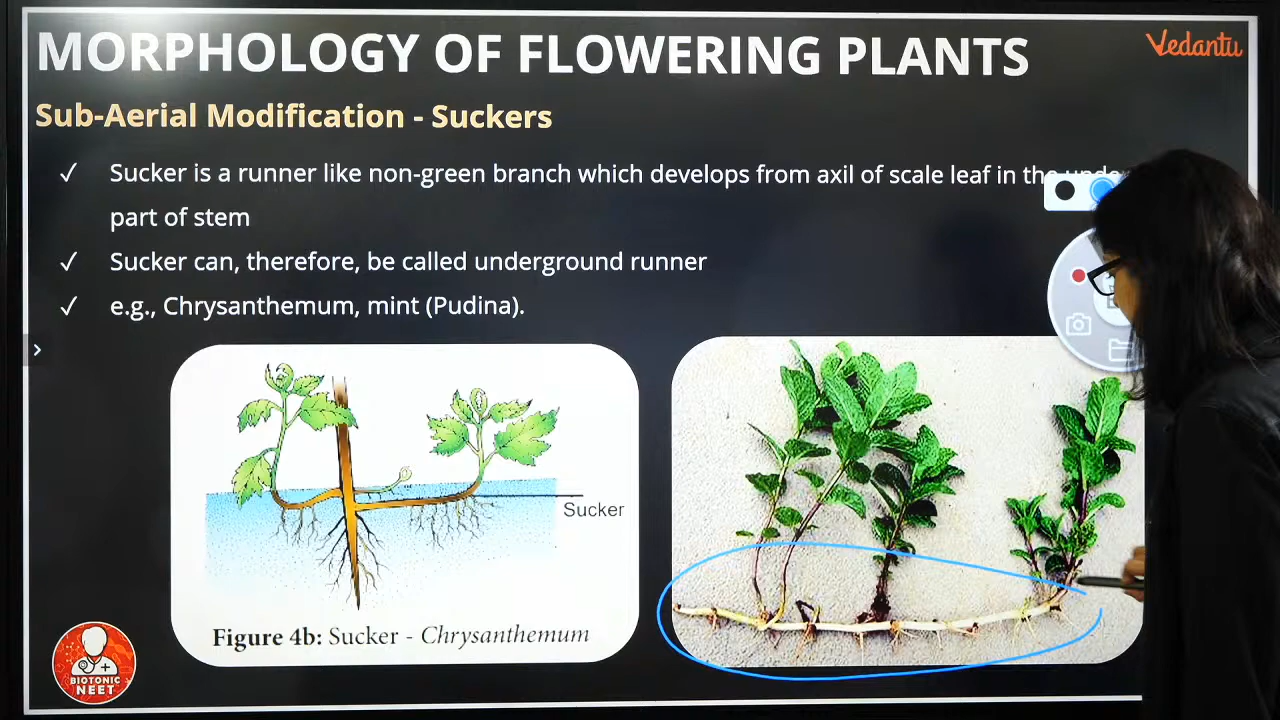 MORPHOLOGY OF FLOWERING PLANTS
Vedantu
Sub-Aerial Modification - Suckers
✓ Sucker is a runner like non-green branch which develops from axil of scale leaf in the
part of stem
✓ Sucker can, therefore, be called underground runner
✓ e.g., Chrysanthemum, mint (Pudina).
Sucker
Figure 4b: Sucker - Chrysanthemum
BIOTONIC
NEET